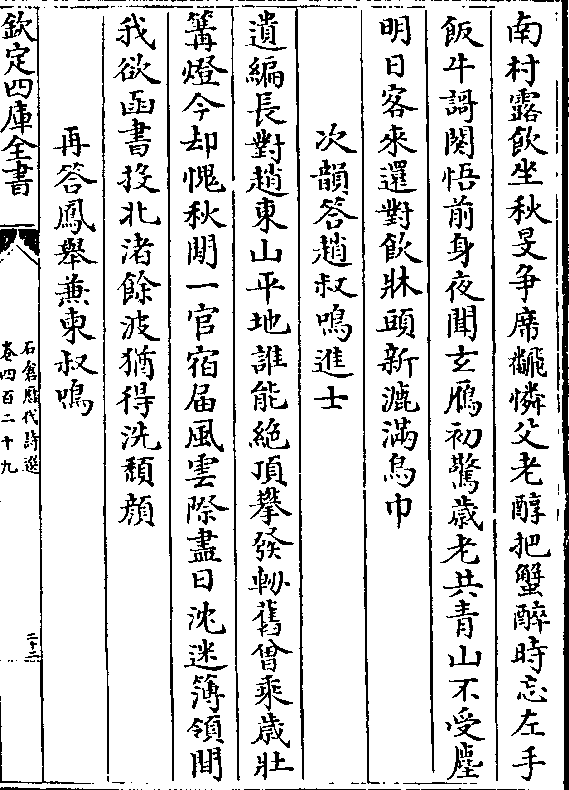 南村露飲坐秋旻爭席翻憐父老醇把蟹醉時忘左手
飯牛謌関悟前身夜聞玄鴈初驚歳老共青山不受塵
明日客來還對飲牀頭新漉滿烏巾
次韻答趙叔鳴進士
遺編長對趙東山平地誰能絶頂攀發軔舊曾乘歳壯
篝燈今却愧秋閒一官宿届風雲際盡日沈迷簿領間
我欲函書投北渚餘波猶得洗頽顔
再答鳳舉兼柬叔鳴
欽定四庫全書
石倉歴代詩選
卷四百二十九
二十二